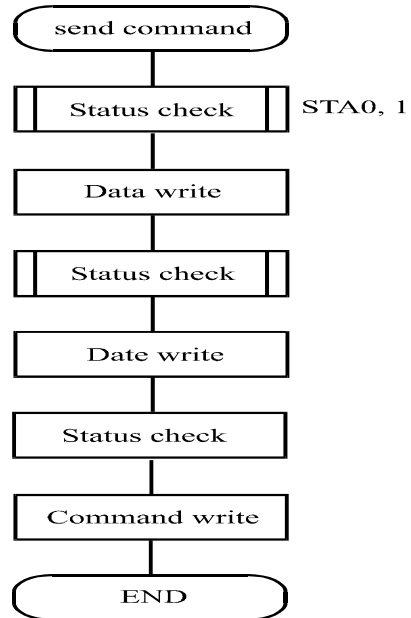 send command
Status check
STA0, 1
Data write
Status check
Date write
Status check
Command write
END